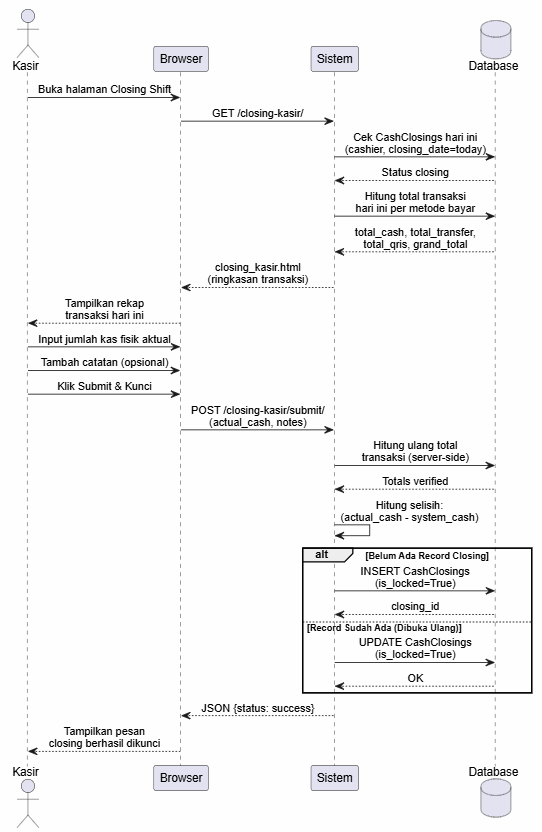 Kasir
Browser
Sistem
Database
Buka halaman Closing Shift
GET /closing-kasir/
Cek CashClosings hari ini
(cashier, closing_date=today)
Status closing
Hitung total transaksi
hari ini per metode bayar
total_cash, total_transfer,
total_qris, grand_total
closing_kasir.html
(ringkasan transaksi)
Tampilkan rekap
transaksi hari ini
Input jumlah kas fisik aktual
Tambah catatan (opsional)
Klik Submit & Kunci
POST /closing-kasir/submit/
(actual_cash, notes)
Hitung ulang total
transaksi (server-side)
Totals verified
Hitung selisih:
(actual_cash - system_cash)
alt
[Belum Ada Record Closing]
INSERT CashClosings
(is_locked=True)
closing_id
[Record Sudah Ada (Dibuka Ulang)]
UPDATE CashClosings
(is_locked=True)
OK
JSON {status: success}
Tampilkan pesan
closing berhasil dikunci
Kasir
Browser
Sistem
Database